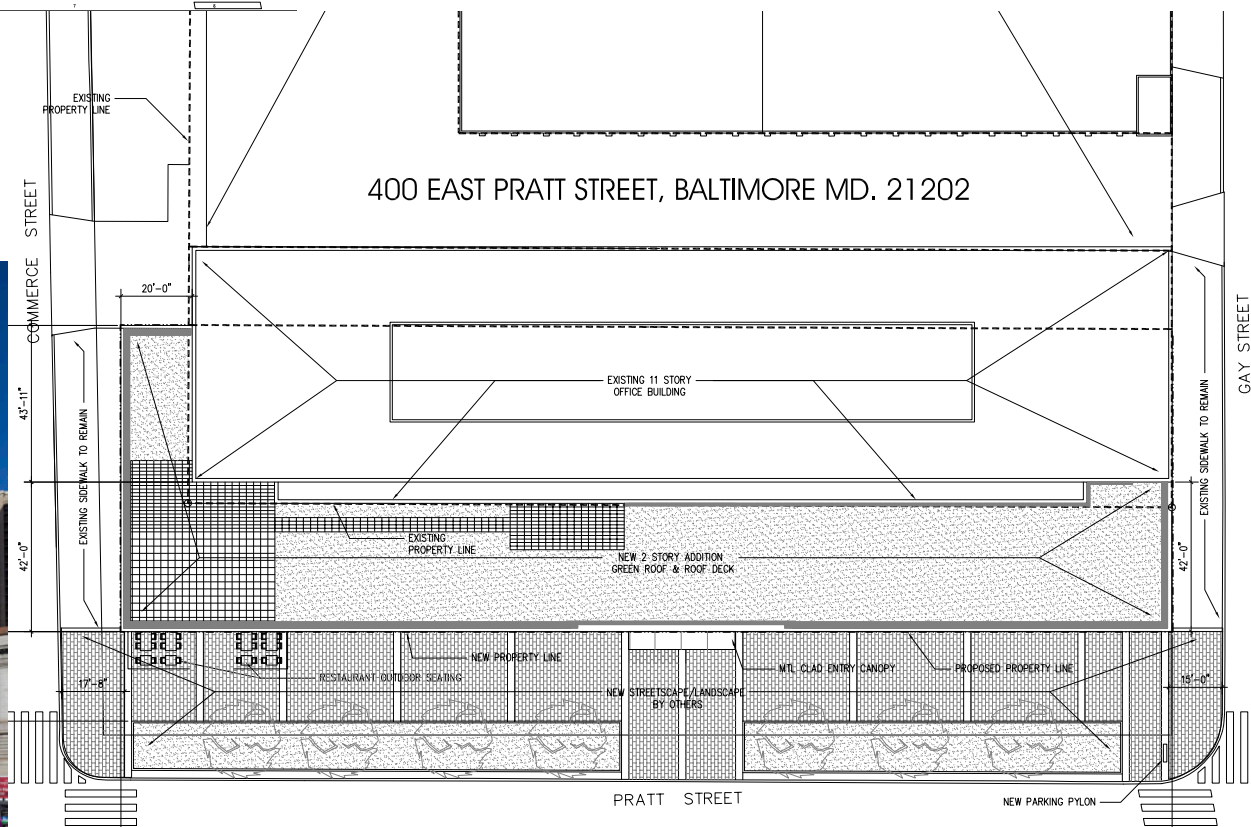 EXISTING
PROPERTY LINE
400 EAST PRATT STREET, BALTIMORE MD. 21202
COMMERCE STREET
20'-0"
GAY STREET
EXISTING 11 STORY
OFFICE BUILDING
43'-11"
EXISTING SIDEWALK TO REMAIN
EXISTING SIDEWALK TO REMAIN
42'-0"
42'-0"
EXISTING
PROPERTY LINE
NEW 2 STORY ADDITION
GREEN ROOF & ROOF DECK
NEW PROPERTY LINE
MTL CLAD ENTRY CANOPY
PROPOSED PROPERTY LINE
RESTAURANT OUTDOOR SEATING
17'-8"
15'-0"
NEW STREETSCAPE/LANDSCAPE
BY OTHERS
PRATT STREET
NEW PARKING PYLON